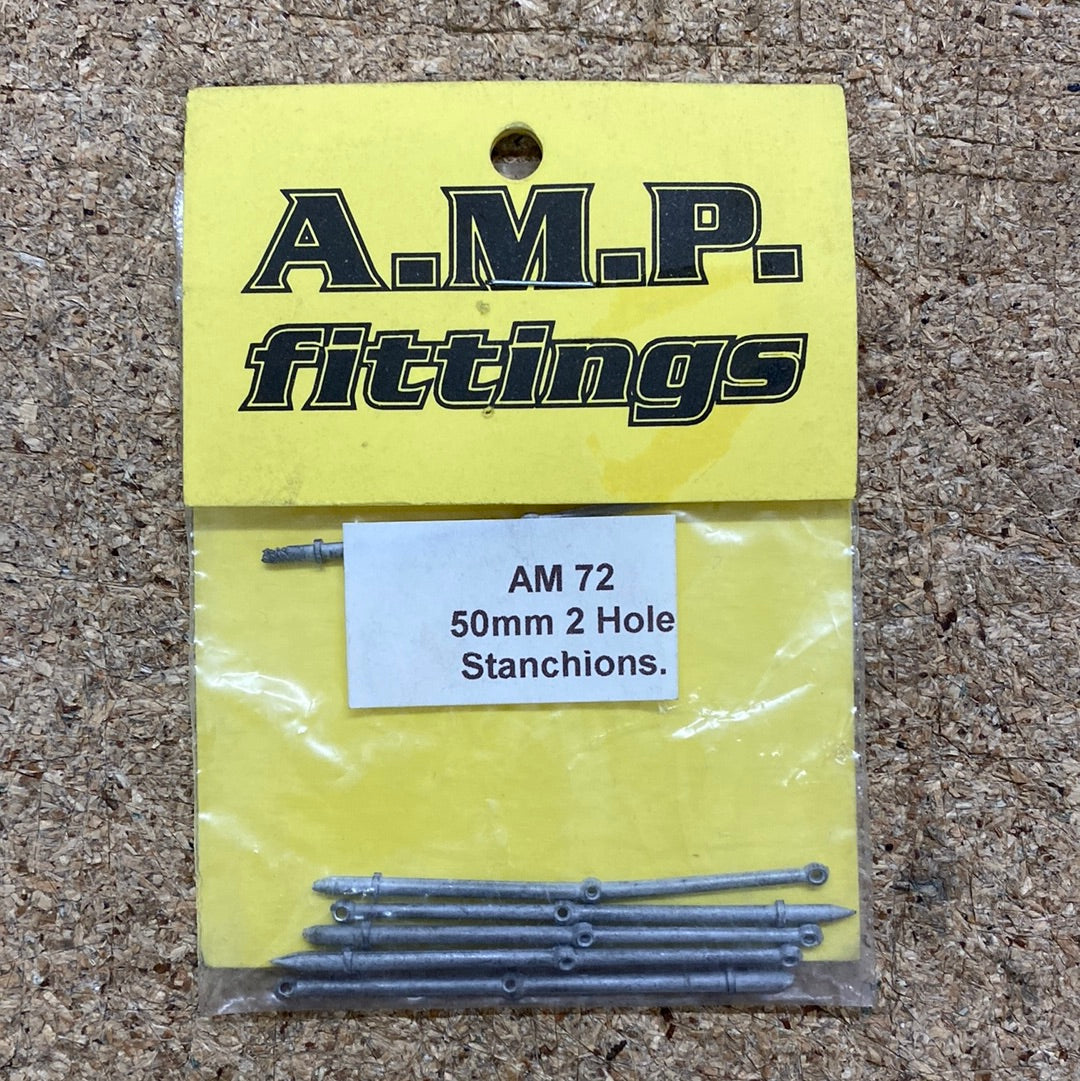 A.M.P.
fittings
AM 72
50mm 2 Hole
Stanchions.